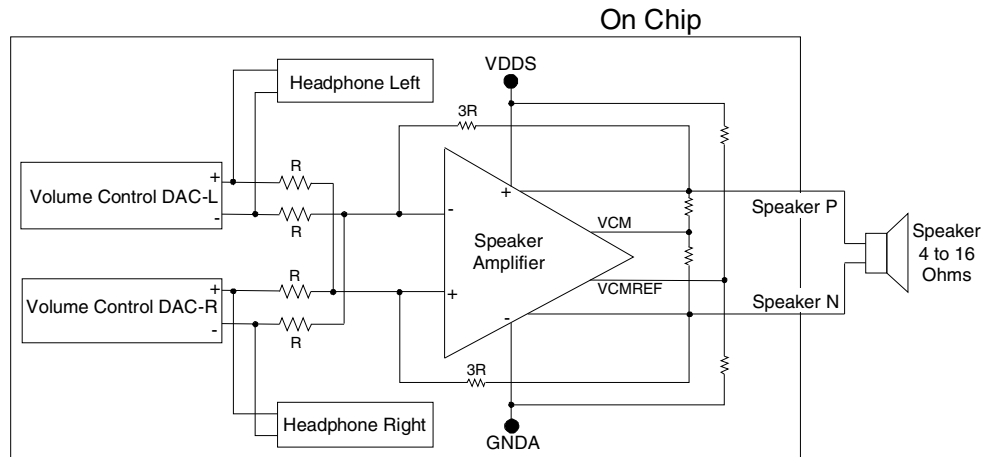 On Chip
VDDS
Headphone Left
3R
R
+
Volume Control DAC-L
-
R
+
Speaker P
-
VCM
Speaker
Amplifier
Speaker
4 to 16
Ohms
R
+
VCMREF
+
Volume Control DAC-R
-
R
Speaker N
-
3R
Headphone Right
GNDA